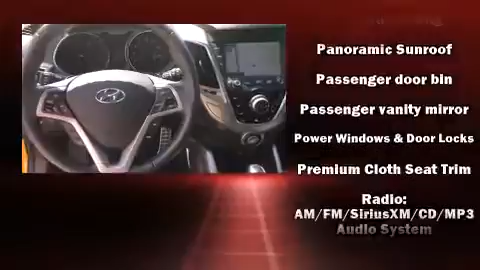 Panoramic Sunroof
Passenger door bin
Passenger vanity mirror
Power Windows & Door Locks
Premium Cloth Seat Trim
Radio:
AM/FM/SiriusXM/CD/MP3
Audio System